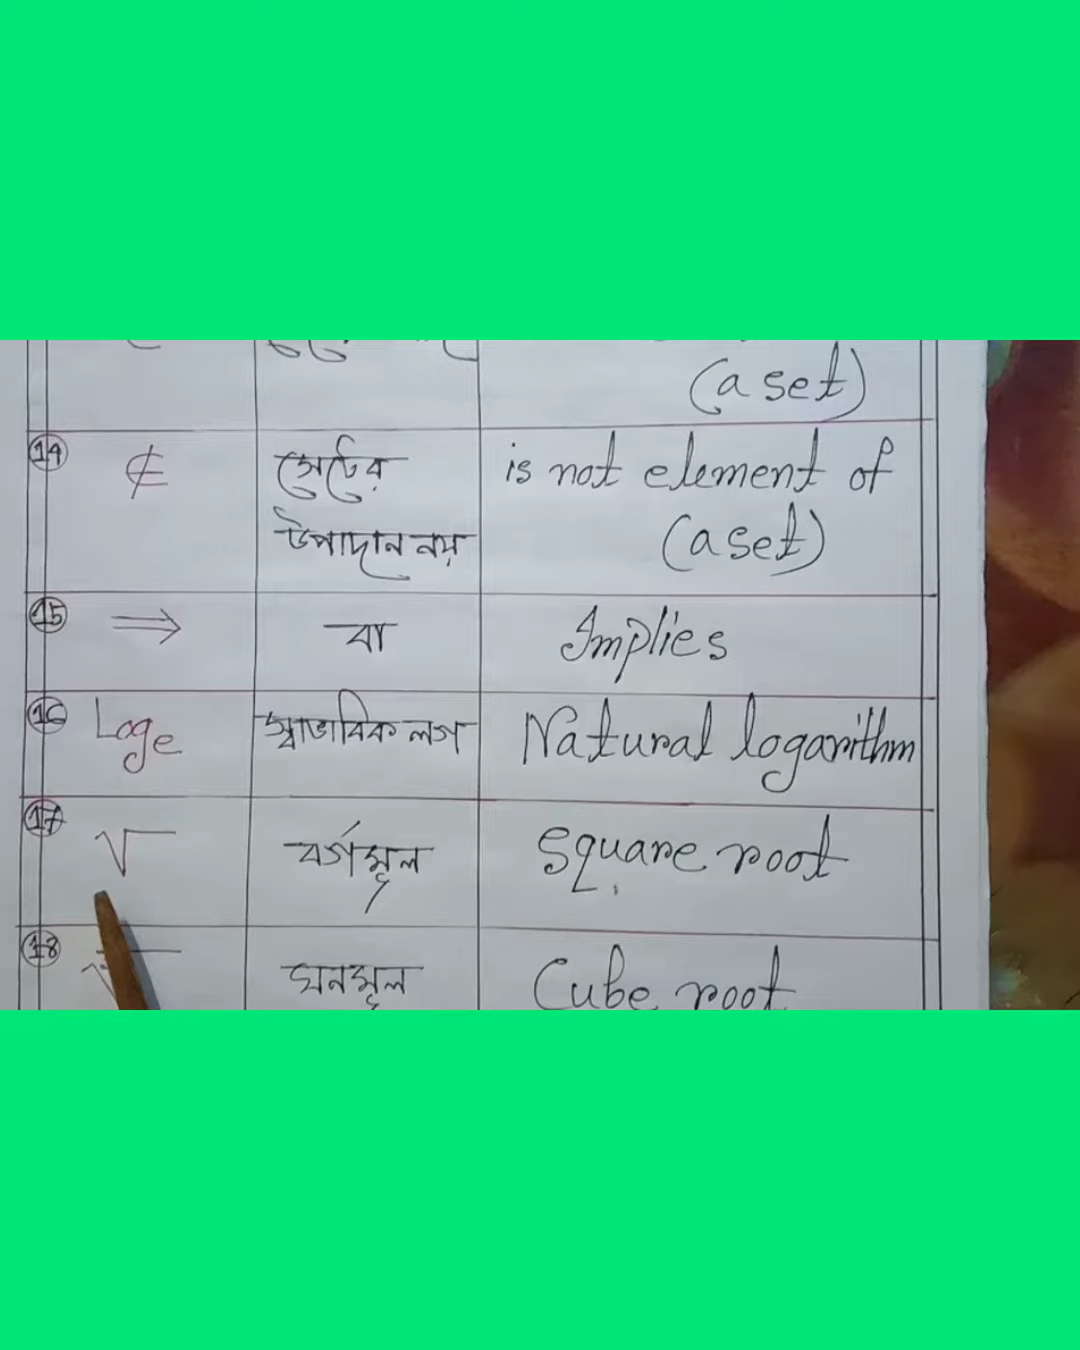 (a set)
14 ∉ সেটের is not element of
উপাদান নয় (a set)
15 ⟹ বা Implies
16 Loge স্বাভাবিক লগ Natural logarithm
17 √ বর্গমূল Square root
18 ঘনমূল Cube root